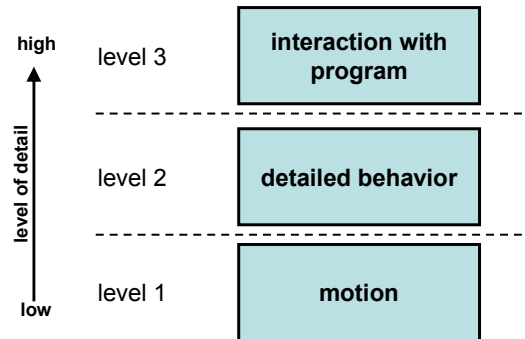 high
level of detail
low
level 3
interaction with
program
level 2
detailed behavior
level 1
motion